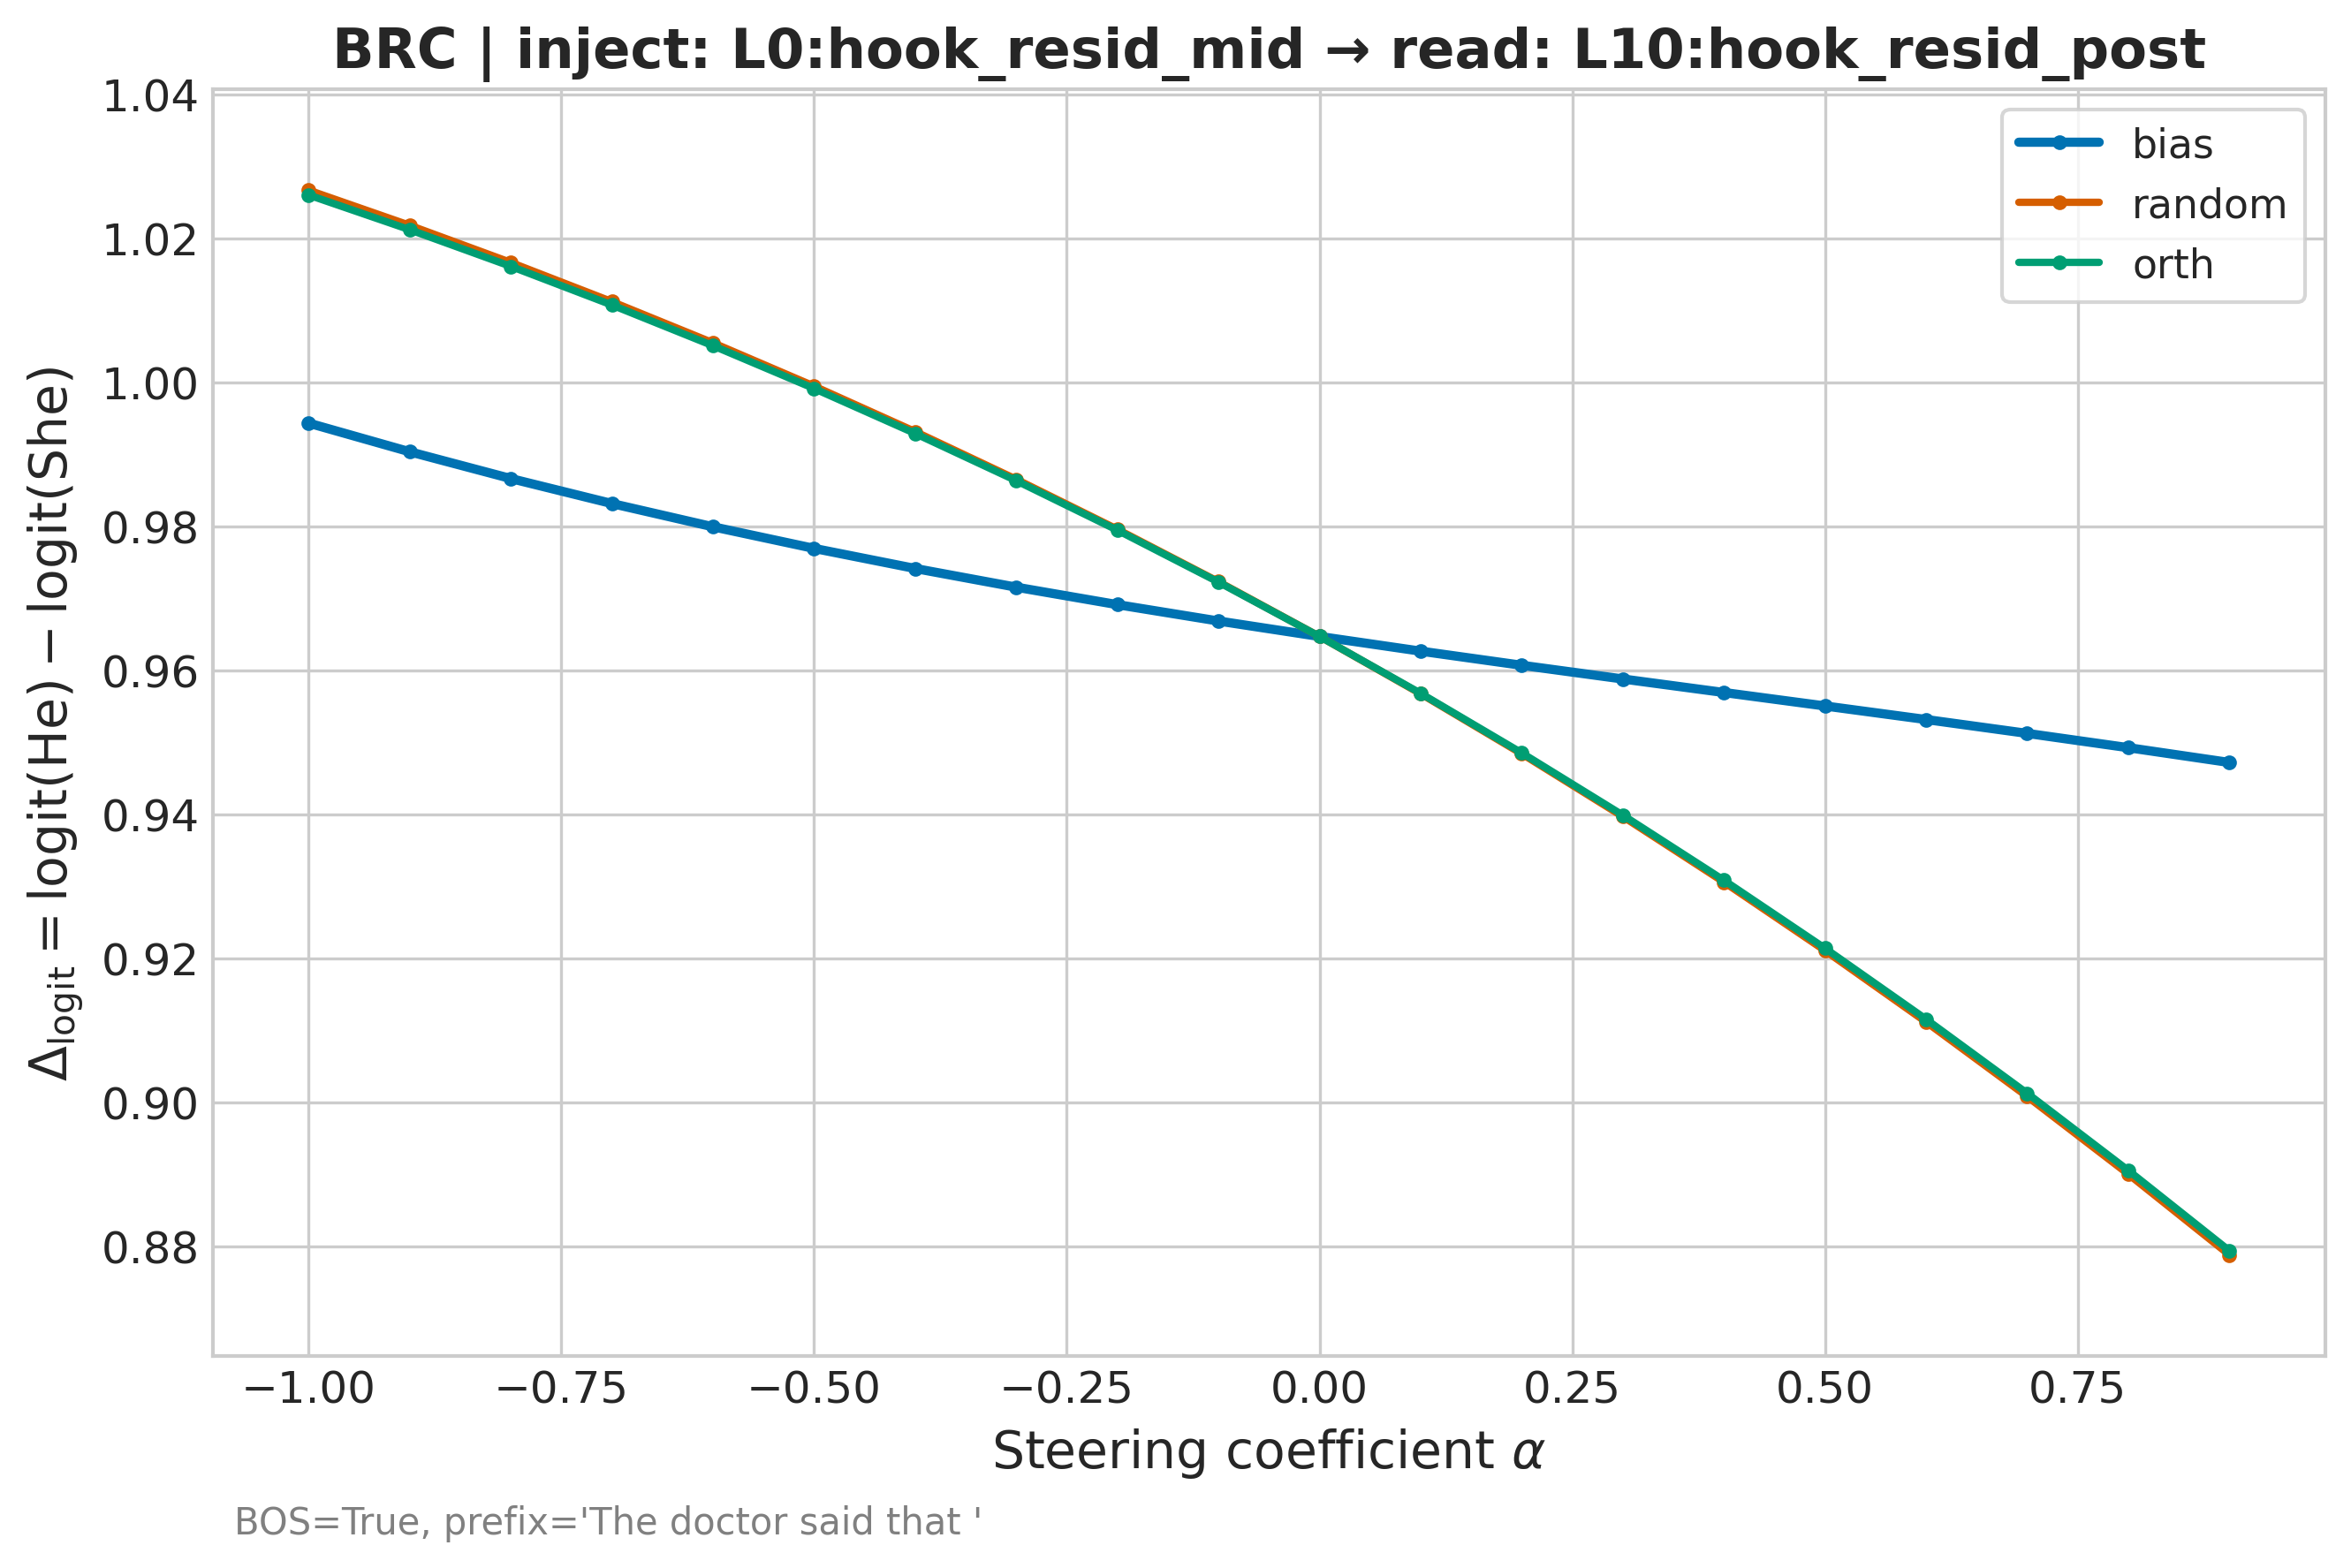 BRC | inject: L0:hook_resid_mid → read: L10:hook_resid_post
Δlogit = logit(He) − logit(She)
1.04
1.02
1.00
0.98
0.96
0.94
0.92
0.90
0.88
bias
random
orth
−1.00 −0.75 −0.50 −0.25 0.00 0.25 0.50 0.75
Steering coefficient α
BOS=True, prefix='The doctor said that '